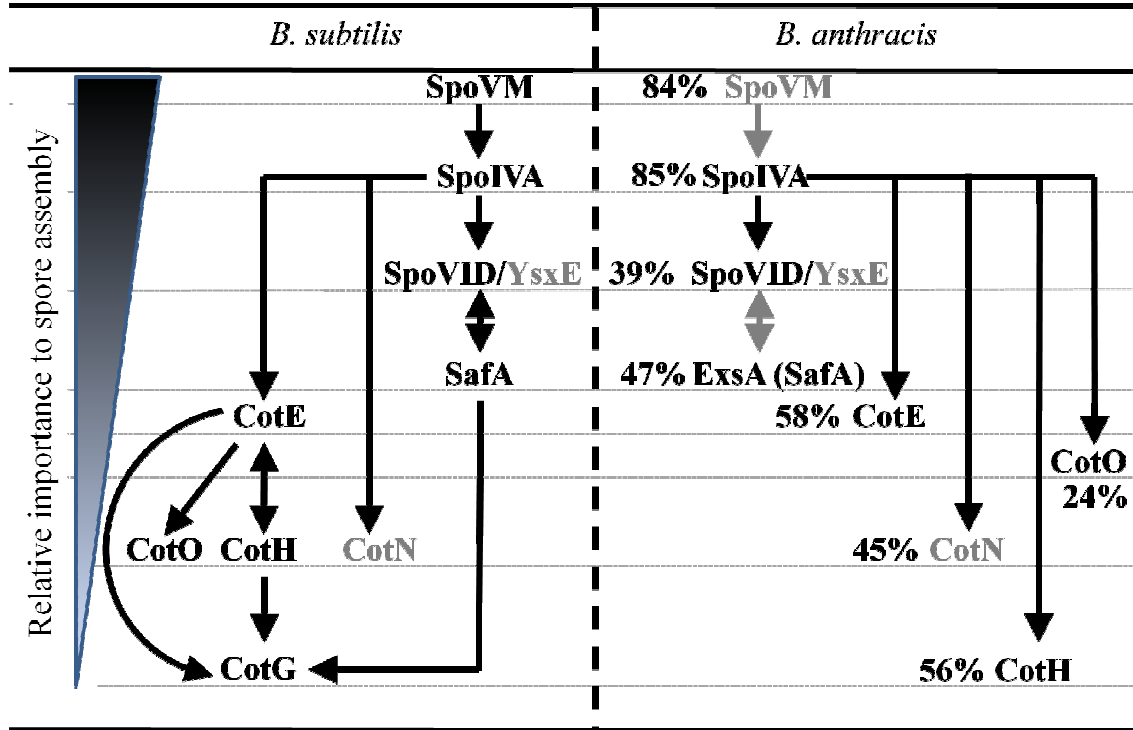 B. subtilis
B. anthracis
Relative importance to spore assembly
SpoVM
84% SpoVM
SpoIVA
85% SpoIVA
SpoVID/YsxE
39% SpoVID/YsxE
SafA
47% ExsA (SafA)
CotE
58% CotE
CotO
24%
CotO CotH CotN
45% CotN
CotG
56% CotH